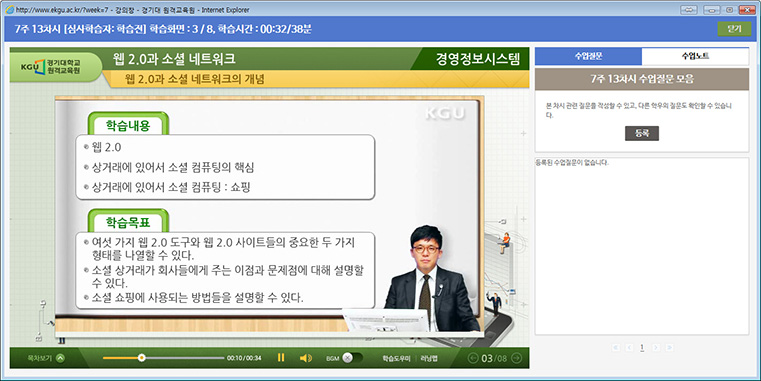 http://www.ekgu.ac.kr/?week=7 - 강의창 - 경기대 원격교육원 - Internet Explorer
7주 13차시 [심사학습자: 학습진] 학습화면 : 3 / 8, 학습시간 : 00:32/38분
닫기
KGU 경기대학교 원격교육원
웹 2.0과 소셜 네트워크
경영정보시스템
웹 2.0과 소셜 네트워크의 개념
KGU
학습내용
웹 2.0
상거래에 있어서 소셜 컴퓨팅의 핵심
상거래에 있어서 소셜 컴퓨팅 : 쇼핑
학습목표
여섯 가지 웹 2.0 도구와 웹 2.0 사이트들의 중요한 두 가지
형태를 나열할 수 있다.
소셜 상거래가 회사들에게 주는 이점과 문제점에 대해 설명할
수 있다.
소셜 쇼핑에 사용되는 방법들을 설명할 수 있다.
목차보기
00:10 / 00:34
BGM
학습도우미 | 러닝맵
03 / 08
수업질문
수업노트
7주 13차시 수업질문 모음
본 차시 관련 질문을 작성할 수 있고, 다른 학우의 질문도 확인할 수 있습니
다.
등록
등록된 수업질문이 없습니다.
1